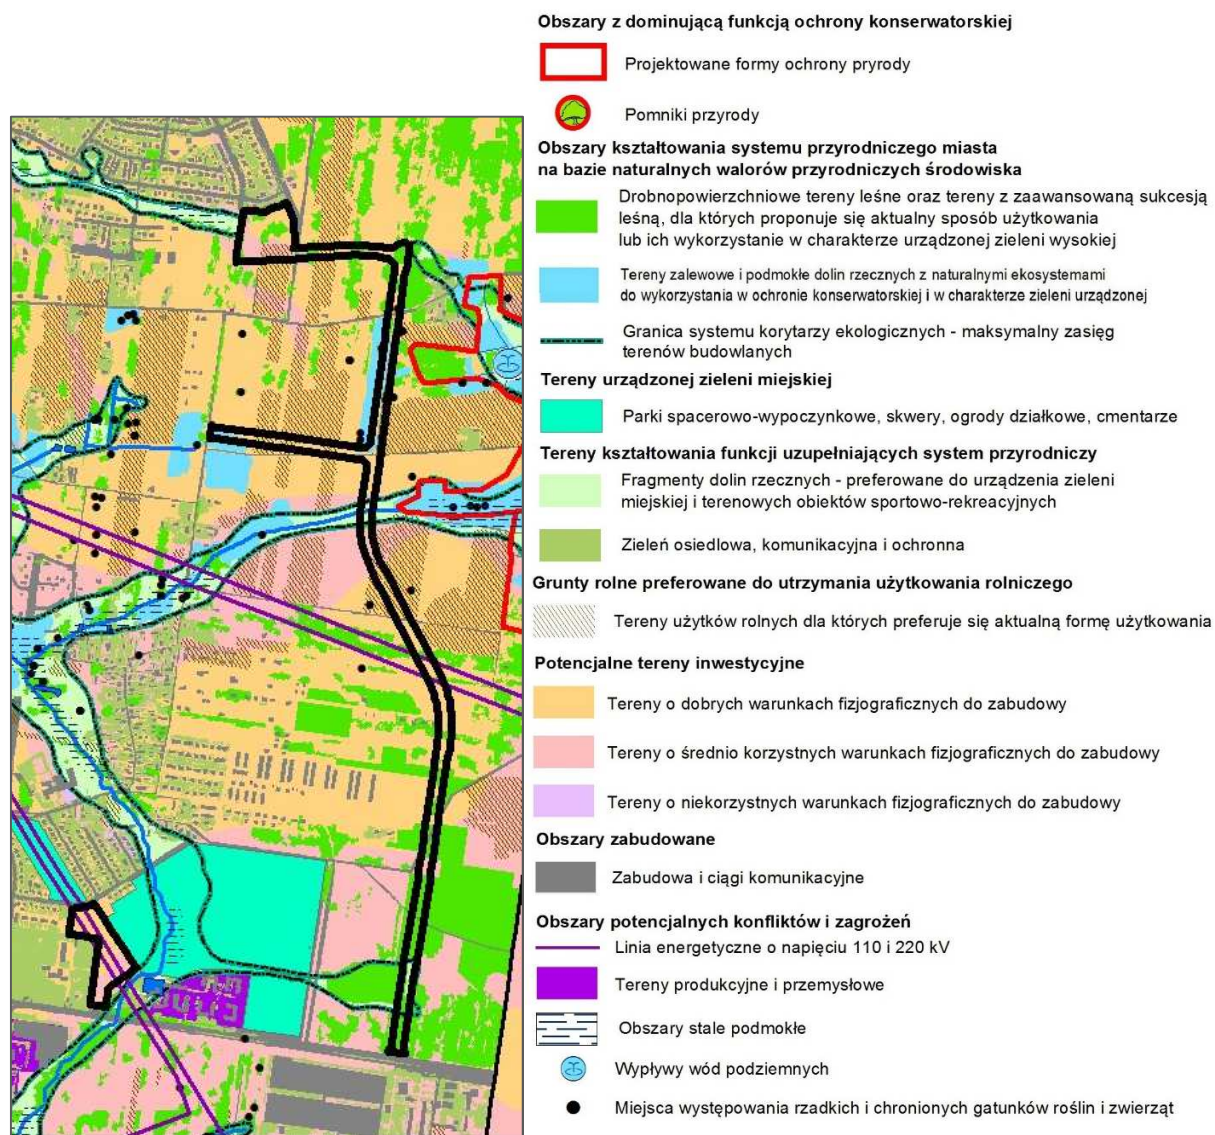 Obszary z dominującą funkcją ochrony konserwatorskiej
Projektowane formy ochrony pryrody
Pomniki przyrody
Obszary kształtowania systemu przyrodniczego miasta
na bazie naturalnych walorów przyrodniczych środowiska
Drobnopowierzchniowe tereny leśne oraz tereny z zaawansowaną sukcesją
leśną, dla których proponuje się aktualny sposób użytkowania
lub ich wykorzystanie w charakterze urządzonej zieleni wysokiej
Tereny zalewowe i podmokłe dolin rzecznych z naturalnymi ekosystemami
do wykorzystania w ochronie konserwatorskiej i w charakterze zieleni urządzonej
Granica systemu korytarzy ekologicznych - maksymalny zasięg
terenów budowlanych
Tereny urządzonej zieleni miejskiej
Parki spacerowo-wypoczynkowe, skwery, ogrody działkowe, cmentarze
Tereny kształtowania funkcji uzupełniających system przyrodniczy
Fragmenty dolin rzecznych - preferowane do urządzenia zieleni
miejskiej i terenowych obiektów sportowo-rekreacyjnych
Zieleń osiedlowa, komunikacyjna i ochronna
Grunty rolne preferowane do utrzymania użytkowania rolniczego
Tereny użytków rolnych dla których preferuje się aktualną formę użytkowania
Potencjalne tereny inwestycyjne
Tereny o dobrych warunkach fizjograficznych do zabudowy
Tereny o średnio korzystnych warunkach fizjograficznych do zabudowy
Tereny o niekorzystnych warunkach fizjograficznych do zabudowy
Obszary zabudowane
Zabudowa i ciągi komunikacyjne
Obszary potencjalnych konfliktów i zagrożeń
Linia energetyczne o napięciu 110 i 220 kV
Tereny produkcyjne i przemysłowe
Obszary stale podmokłe
Wypływy wód podziemnych
Miejsca występowania rzadkich i chronionych gatunków roślin i zwierząt